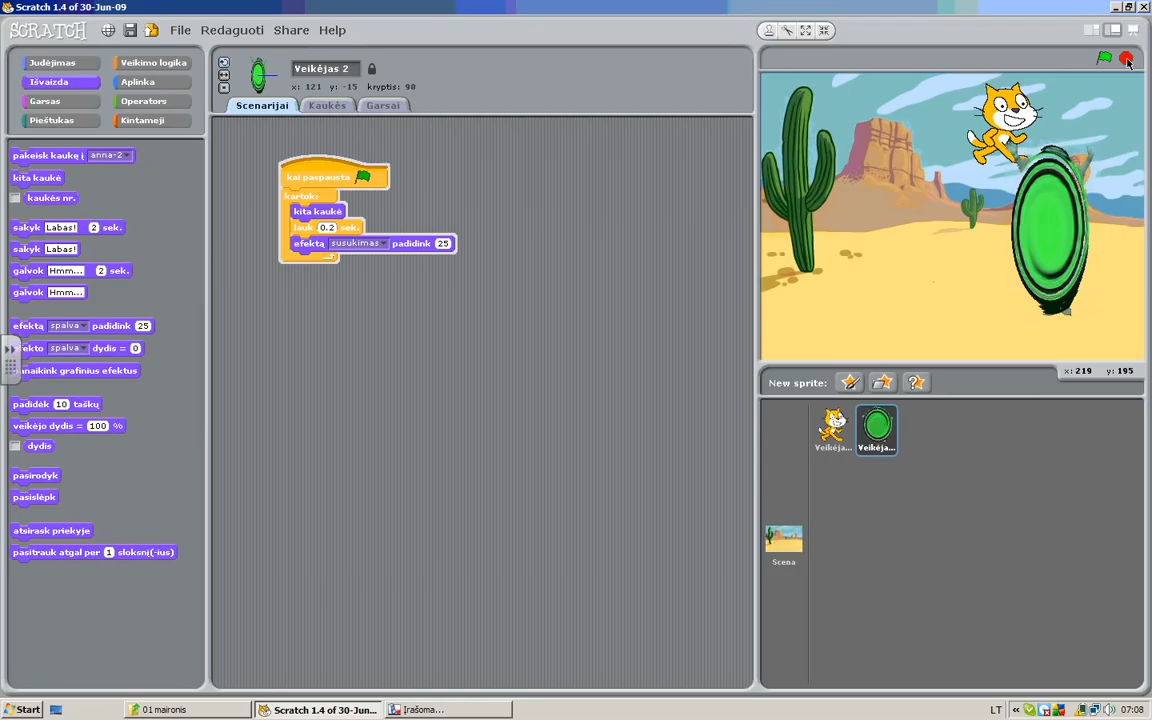 Scratch 1.4 of 30-Jun-09
SCRATCH
File Redaguoti Share Help
Judėjimas Veikimo logika
Išvaizda Aplinka
Garsas Operators
Pieštukas Kintameji
Veikėjas 2
x: 121 y: -15 kryptis: 90
Scenarijai Kaukės Garsai
pakeisk kaukę į anna-2
kita kaukė
kaukės nr.
sakyk Labas! 2 sek.
sakyk Labas!
galvok Hmm... 2 sek.
galvok Hmm...
efektą spalva padidink 25
efekto spalva dydis = 0
naikink grafinius efektus
padidėk 10 taškų
veikėjo dydis = 100 %
dydis
pasirodyk
pasislėpk
atsirask priekyje
pasitrauk atgal per 1 sloksnį(-ius)
kai paspausta
kartok:
kita kaukė
lauk 0.2 sek.
efektą susukimas padidink 25
x: 219 y: 195
New sprite:
Veikėja... Veikėja...
Scena
Start 01 maironis Scratch 1.4 of 30-Jun... Irašoma... LT « 07:08